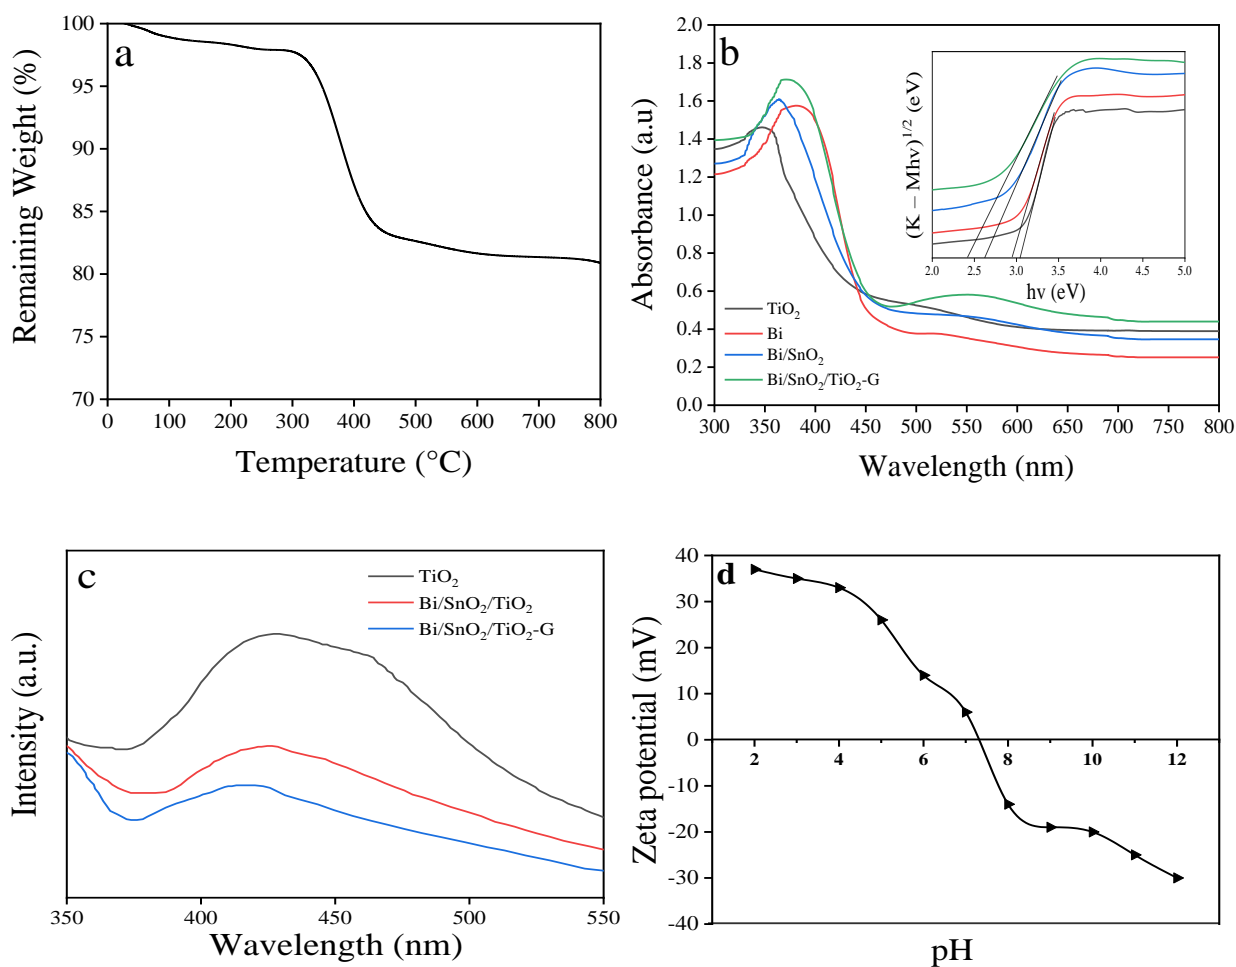 a
100
95
90
85
80
75
70
0 100 200 300 400 500 600 700 800
Remaining Weight (%)
Temperature (°C)
b
2.0
1.8
1.6
1.4
1.2
1.0
0.8
0.6
0.4
0.2
0.0
300 350 400 450 500 550 600 650 700 750 800
Absorbance (a.u)
Wavelength (nm)
TiO₂
Bi
Bi/SnO₂
Bi/SnO₂/TiO₂-G
(K – Mhν)¹ᐟ² (eV)
2.0 2.5 3.0 3.5 4.0 4.5 5.0
hν (eV)
c
TiO₂
Bi/SnO₂/TiO₂
Bi/SnO₂/TiO₂-G
Intensity (a.u.)
350 400 450 500 550
Wavelength (nm)
d
40
30
20
10
0
-10
-20
-30
-40
2 4 6 8 10 12
Zeta potential (mV)
pH